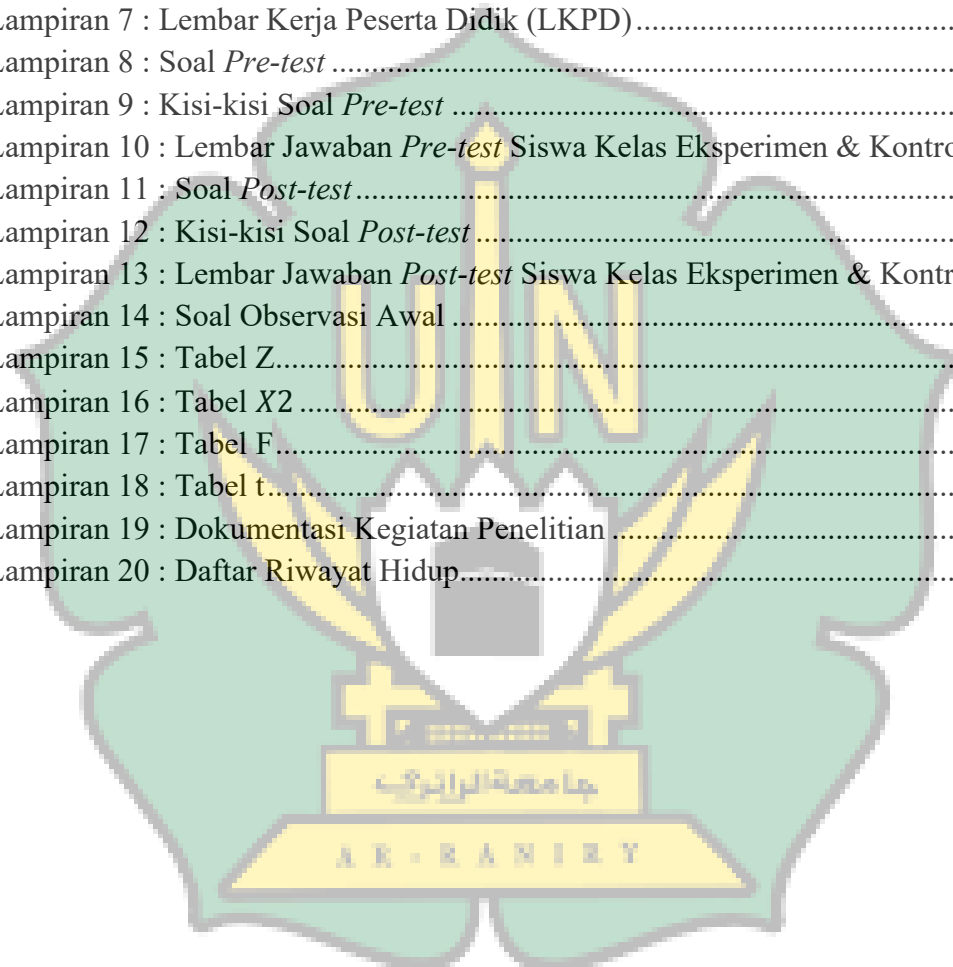 Lampiran 7 : Lembar Kerja Peserta Didik (LKPD)
Lampiran 8 : Soal Pre-test
Lampiran 9 : Kisi-kisi Soal Pre-test
Lampiran 10 : Lembar Jawaban Pre-test Siswa Kelas Eksperimen & Kontro
Lampiran 11 : Soal Post-test
Lampiran 12 : Kisi-kisi Soal Post-test
Lampiran 13 : Lembar Jawaban Post-test Siswa Kelas Eksperimen & Kontr
Lampiran 14 : Soal Observasi Awal
Lampiran 15 : Tabel Z
Lampiran 16 : Tabel X2
Lampiran 17 : Tabel F
Lampiran 18 : Tabel t
Lampiran 19 : Dokumentasi Kegiatan Penelitian
Lampiran 20 : Daftar Riwayat Hidup
UIN
جامعة الرانيري
AR-RANIRY